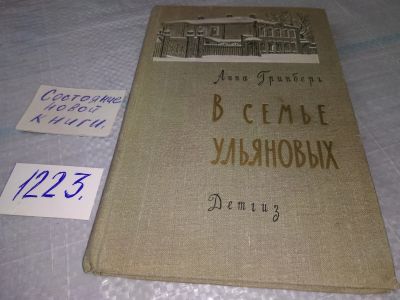 Состояние
новой
книги.
1223.
Анна Гринберг
В СЕМЬЕ
УЛЬЯНОВЫХ
Детгиз